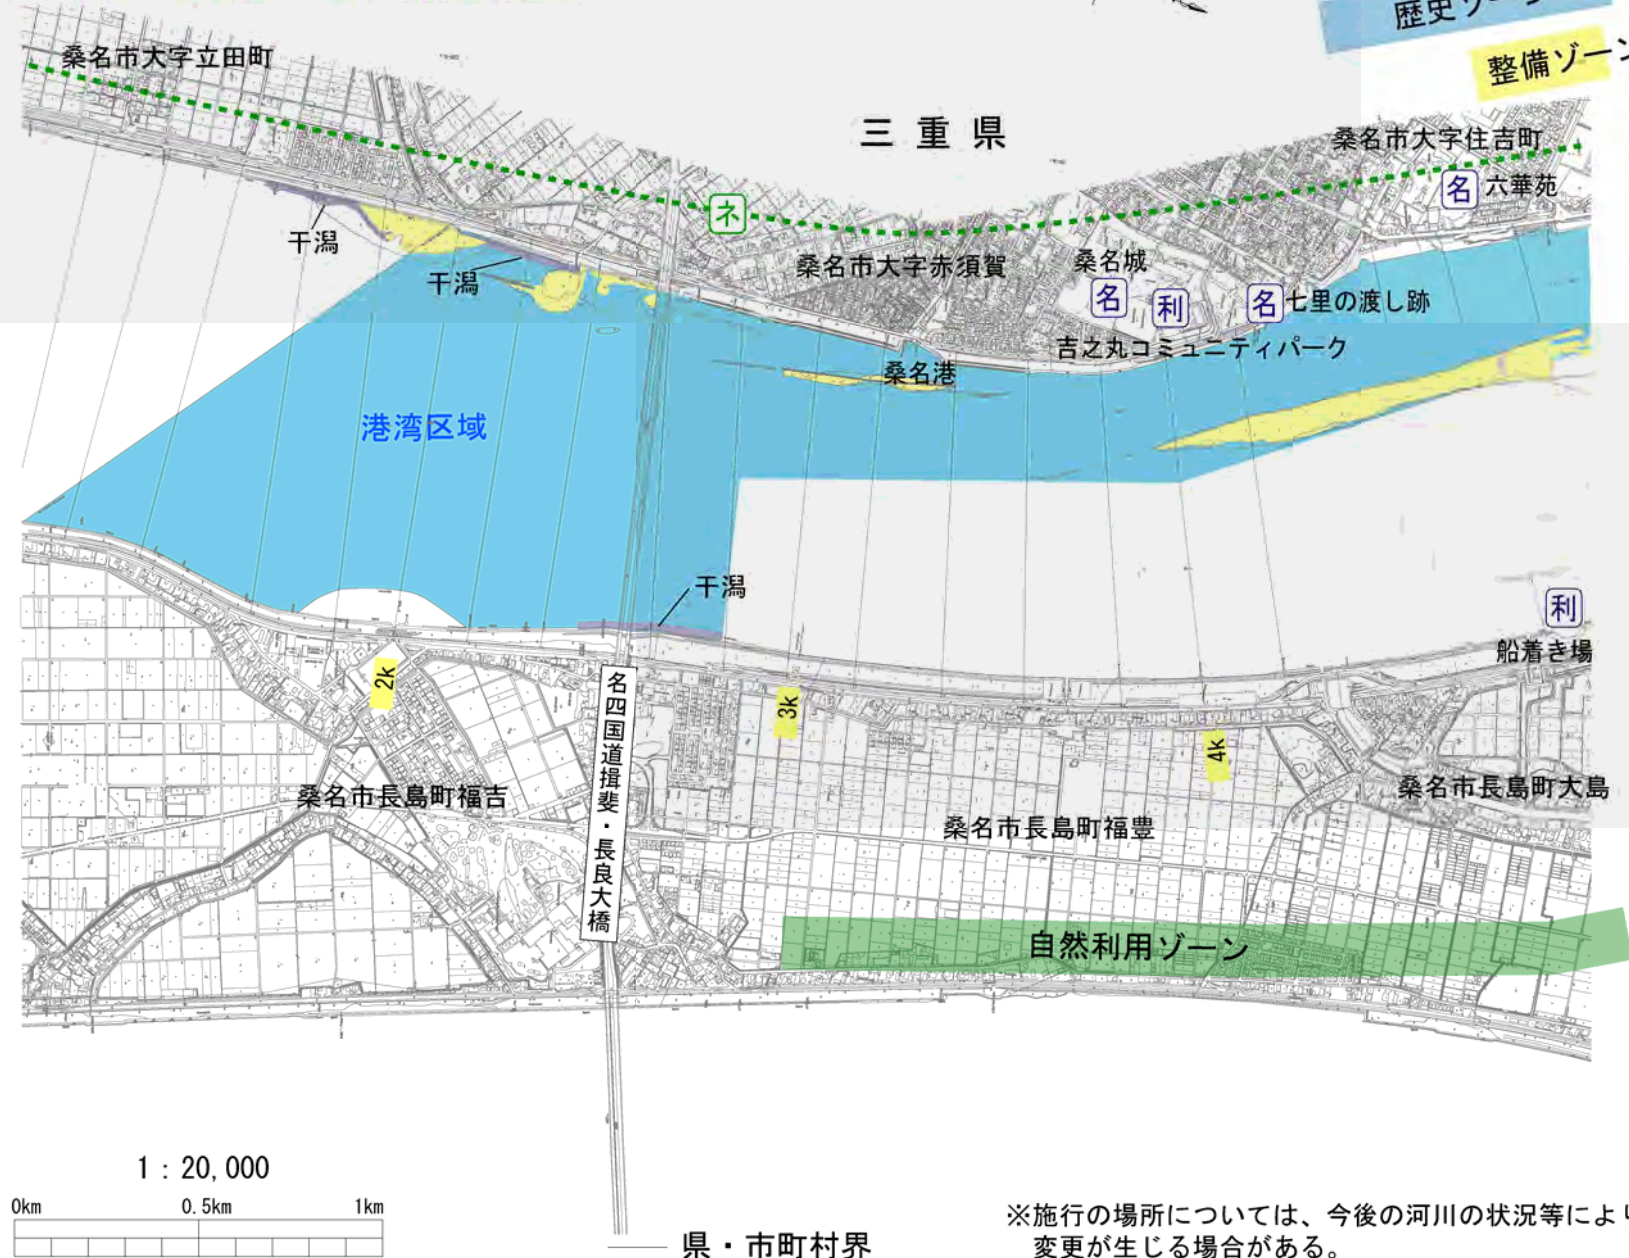 歴史ゾーン
整備ゾーン
桑名市大字立田町
三重県
桑名市大字住吉町
名 六華苑
ネ
干潟
干潟
桑名市大字赤須賀
桑名城
名
利
名 七里の渡し跡
吉之丸コミュニティパーク
桑名港
港湾区域
干潟
利
船着き場
2k
3k
4k
名四国道揖斐・長良大橋
桑名市長島町福吉
桑名市長島町大島
桑名市長島町福豊
自然利用ゾーン
1:20,000
0km 0.5km 1km
県・市町村界
※施行の場所については、今後の河川の状況等により
変更が生じる場合がある。